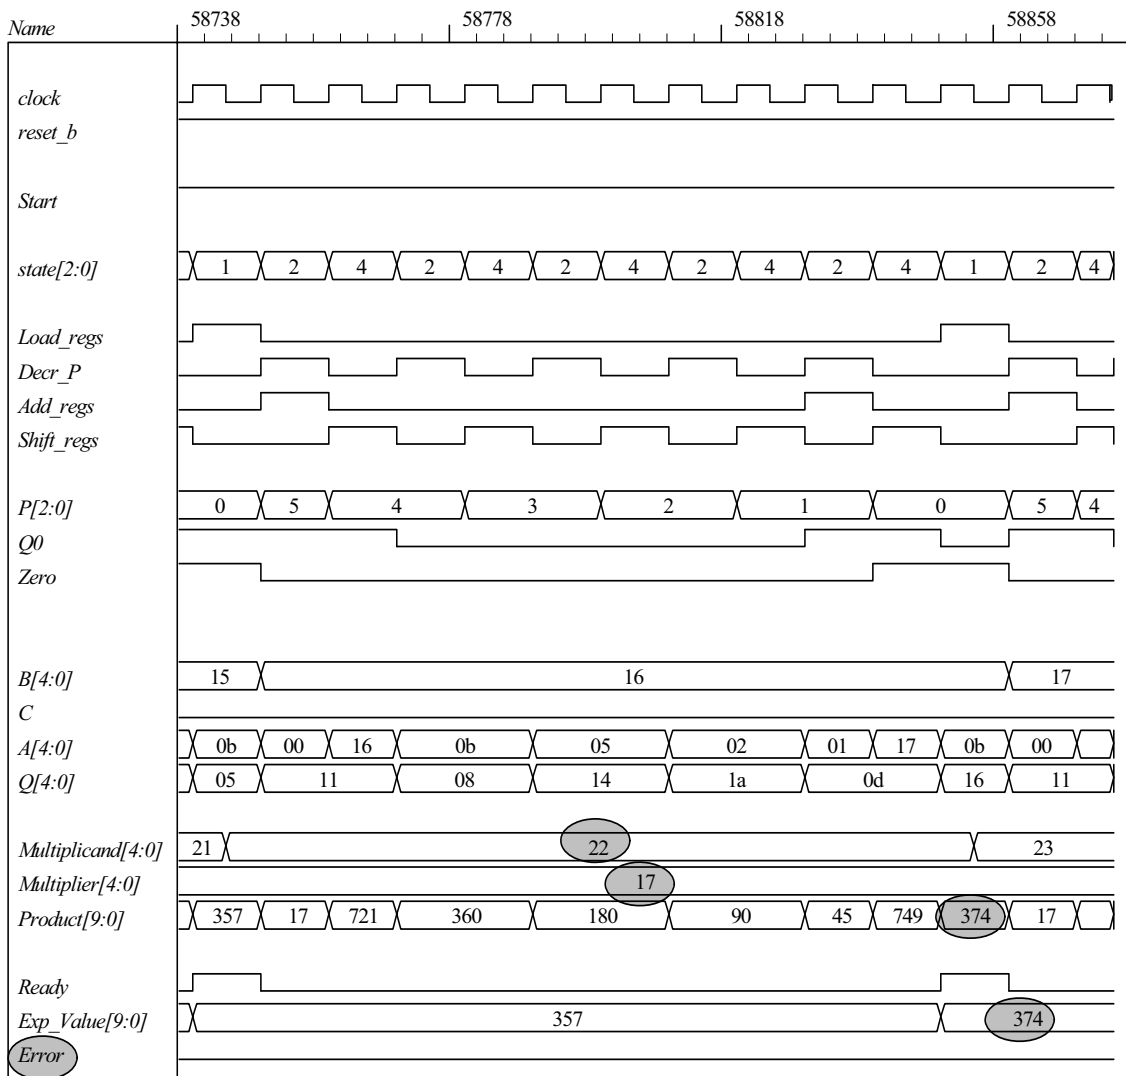 Name 58738 58778 58818 58858
clock
reset_b
Start
state[2:0] 1 2 4 2 4 2 4 2 4 2 4 1 2 4
Load_regs
Decr_P
Add_regs
Shift_regs
P[2:0] 0 5 4 3 2 1 0 5 4
Q0
Zero
B[4:0] 15 16 17
C
A[4:0] 0b 00 16 0b 05 02 01 17 0b 00
Q[4:0] 05 11 08 14 1a 0d 16 11
Multiplicand[4:0] 21 22 23
Multiplier[4:0] 17
Product[9:0] 357 17 721 360 180 90 45 749 374 17
Ready
Exp_Value[9:0] 357 374
Error